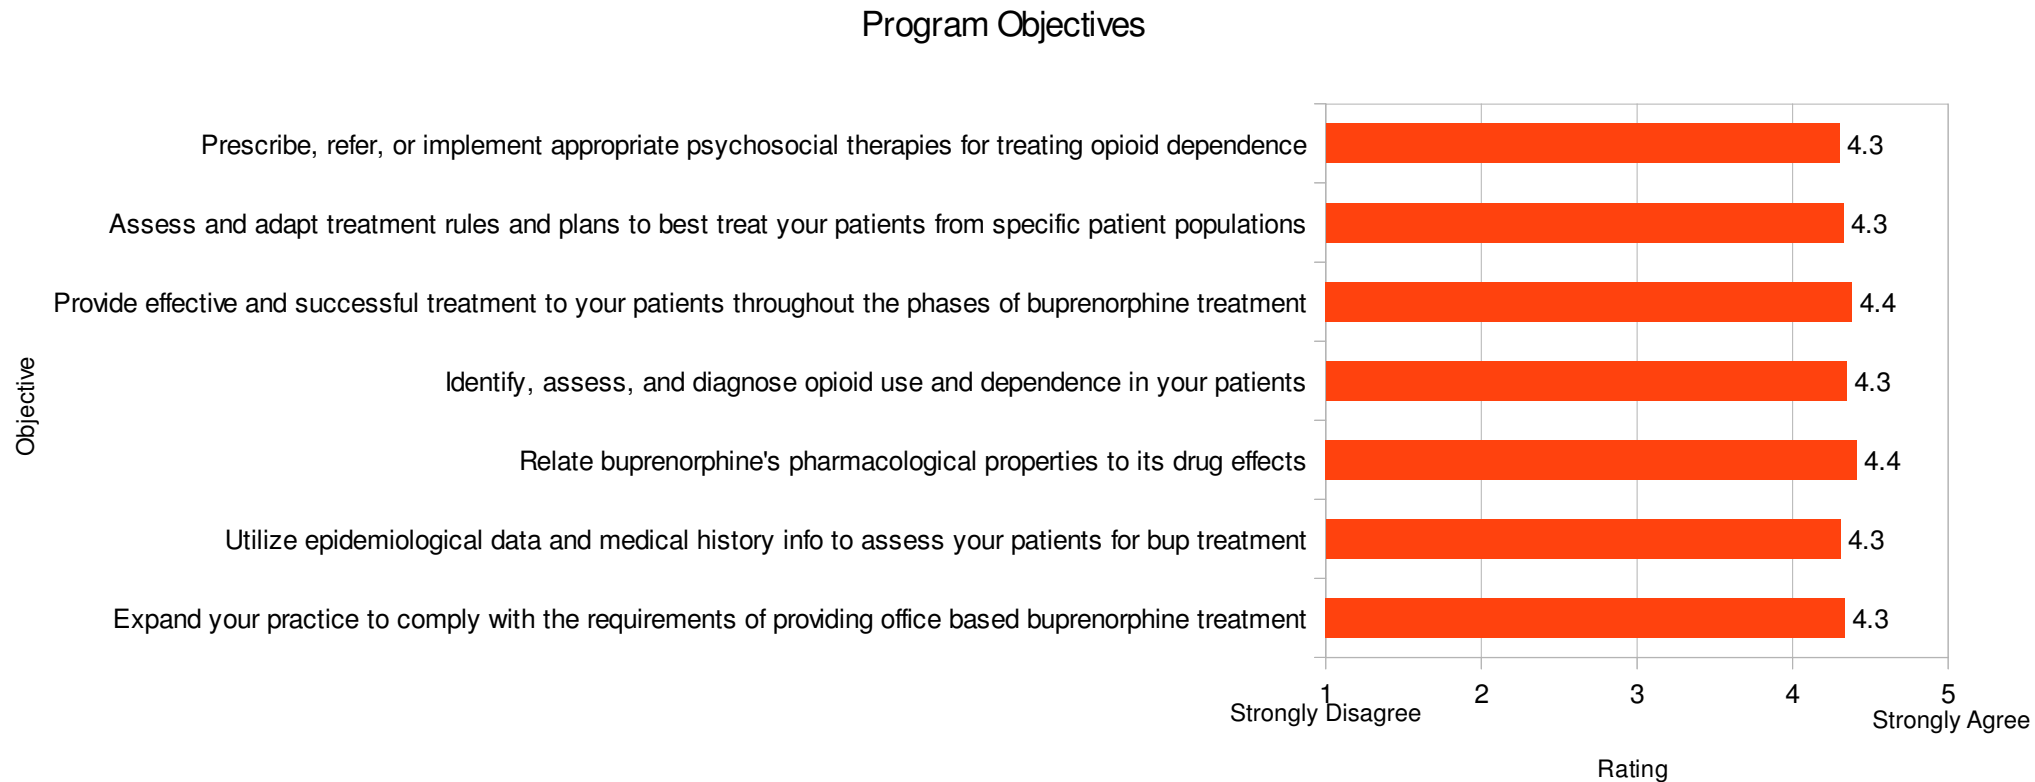 Program Objectives
Prescribe, refer, or implement appropriate psychosocial therapies for treating opioid dependence 4.3
Assess and adapt treatment rules and plans to best treat your patients from specific patient populations 4.3
Provide effective and successful treatment to your patients throughout the phases of buprenorphine treatment 4.4
Objective
Identify, assess, and diagnose opioid use and dependence in your patients 4.3
Relate buprenorphine's pharmacological properties to its drug effects 4.4
Utilize epidemiological data and medical history info to assess your patients for bup treatment 4.3
Expand your practice to comply with the requirements of providing office based buprenorphine treatment 4.3
1 2 3 4 5
Strongly Disagree Strongly Agree
Rating